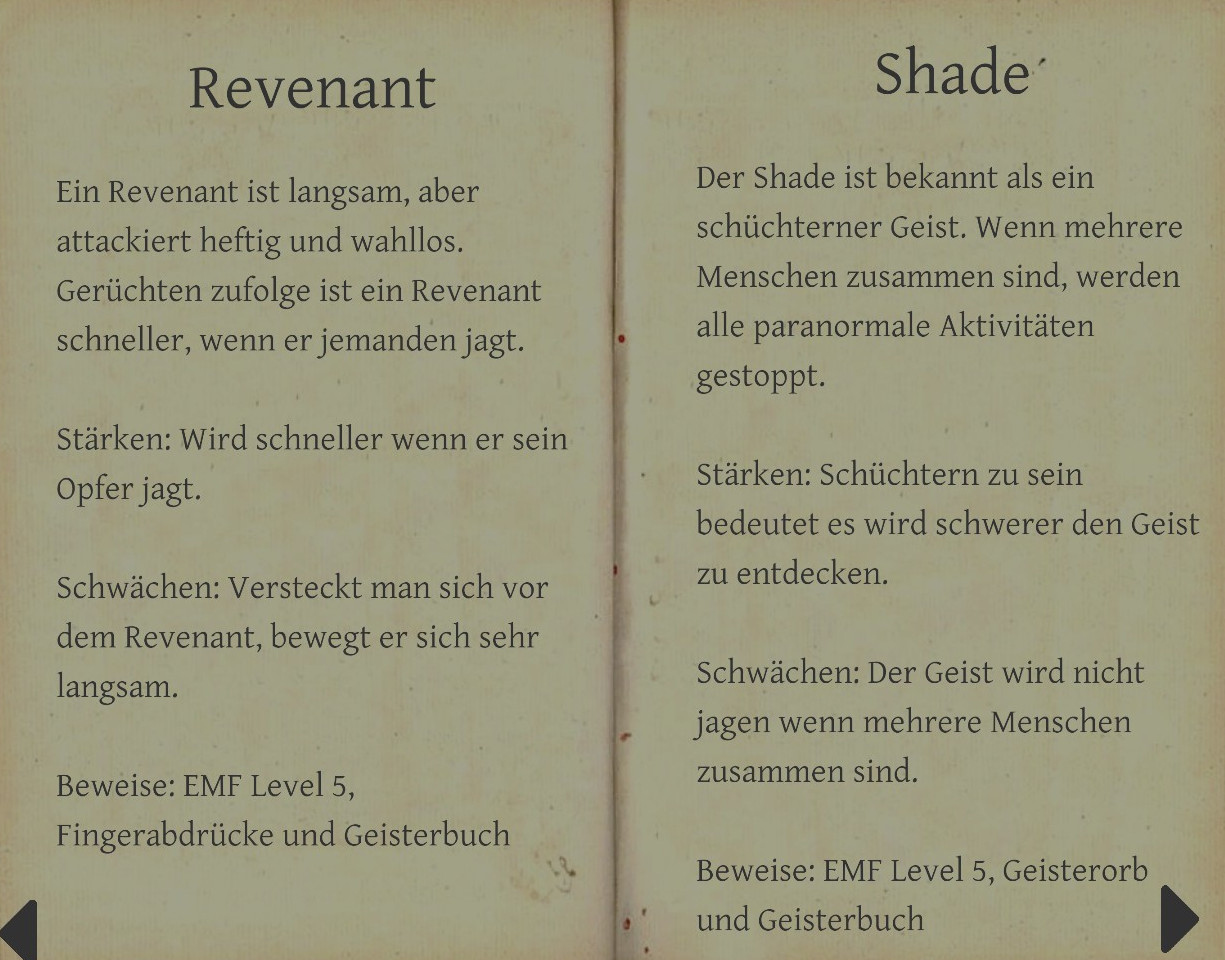 Revenant
Ein Revenant ist langsam, aber
attackiert heftig und wahllos.
Gerüchten zufolge ist ein Revenant
schneller, wenn er jemanden jagt.
Stärken: Wird schneller wenn er sein
Opfer jagt.
Schwächen: Versteckt man sich vor
dem Revenant, bewegt er sich sehr
langsam.
Beweise: EMF Level 5,
Fingerabdrücke und Geisterbuch
Shade´
Der Shade ist bekannt als ein
schüchterner Geist. Wenn mehrere
Menschen zusammen sind, werden
alle paranormale Aktivitäten
gestoppt.
Stärken: Schüchtern zu sein
bedeutet es wird schwerer den Geist
zu entdecken.
Schwächen: Der Geist wird nicht
jagen wenn mehrere Menschen
zusammen sind.
Beweise: EMF Level 5, Geisterorb
und Geisterbuch